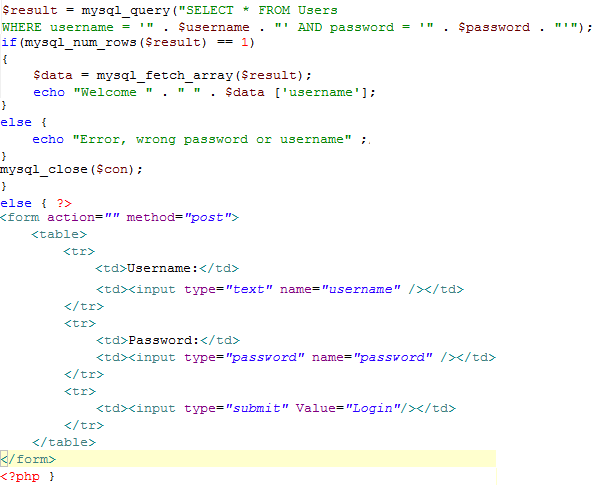 $result = mysql_query("SELECT * FROM Users
WHERE username = '" . $username . "' AND password = '" . $password . "'");
if(mysql_num_rows($result) == 1)
{
$data = mysql_fetch_array($result);
echo "Welcome " . " " . $data ['username'];
}
else {
echo "Error, wrong password or username" ;
}
mysql_close($con);
}
else { ?>
<form action="" method="post">
<table>
<tr>
<td>Username:</td>
<td><input type="text" name="username" /></td>
</tr>
<tr>
<td>Password:</td>
<td><input type="password" name="password" /></td>
</tr>
<tr>
<td><input type="submit" Value="Login"/></td>
</tr>
</table>
</form>
<?php }